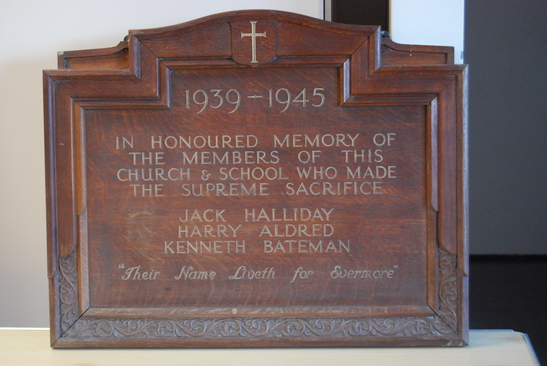 1939-1945
IN HONOURED MEMORY OF
THE MEMBERS OF THIS
CHURCH & SCHOOL WHO MADE
THE SUPREME SACRIFICE
JACK HALLIDAY
HARRY ALDRED
KENNETH BATEMAN
"Their Name Liveth for Evermore"